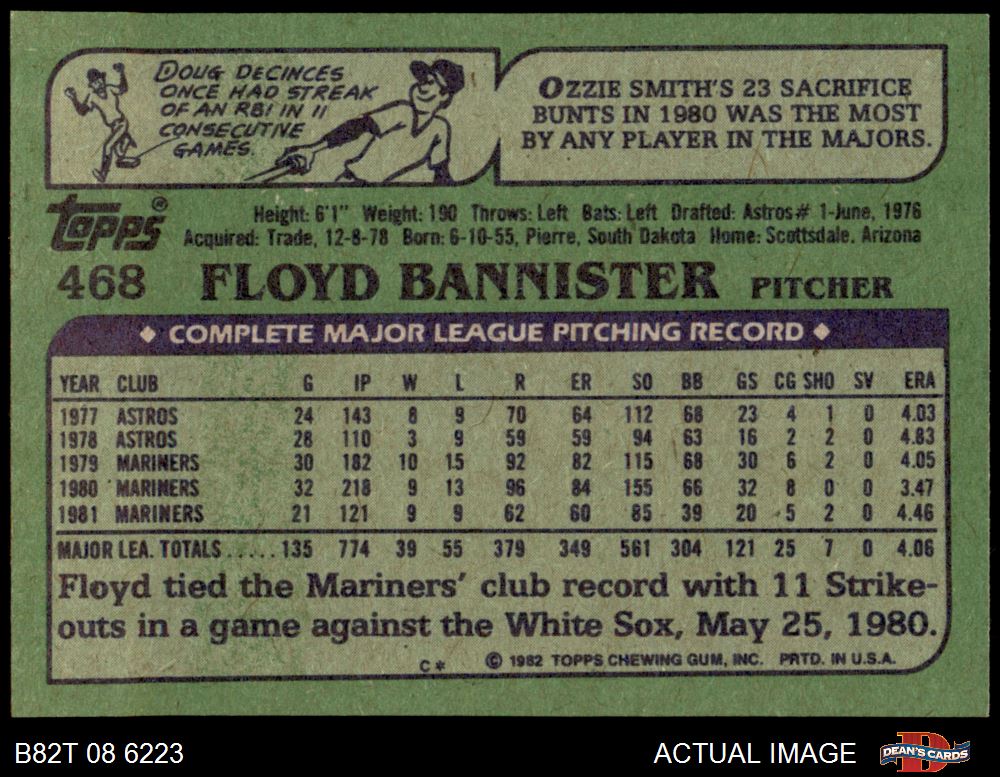 DOUG DECINCES
ONCE HAD STREAK
OF AN RBI IN 11
CONSECUTIVE
GAMES.
OZZIE SMITH'S 23 SACRIFICE
BUNTS IN 1980 WAS THE MOST
BY ANY PLAYER IN THE MAJORS.
topps®
Height: 6'1" Weight: 190 Throws: Left Bats: Left Drafted: Astros# 1-June, 1976
Acquired: Trade, 12-8-78 Born: 6-10-55, Pierre, South Dakota Home: Scottsdale, Arizona
468 FLOYD BANNISTER PITCHER
◆ COMPLETE MAJOR LEAGUE PITCHING RECORD ◆
YEAR CLUB G IP W L R ER SO BB GS CG SHO SV ERA
1977 ASTROS 24 143 8 9 70 64 112 68 23 4 1 0 4.03
1978 ASTROS 28 110 3 9 59 59 94 63 16 2 2 0 4.83
1979 MARINERS 30 182 10 15 92 82 115 68 30 6 2 0 4.05
1980 MARINERS 32 218 9 13 96 84 155 66 32 8 0 0 3.47
1981 MARINERS 21 121 9 9 62 60 85 39 20 5 2 0 4.46
MAJOR LEA. TOTALS......135 774 39 55 379 349 561 304 121 25 7 0 4.06
Floyd tied the Mariners' club record with 11 Strike-
outs in a game against the White Sox, May 25, 1980.
C* © 1982 TOPPS CHEWING GUM, INC. PRTD. IN U.S.A.
B82T 08 6223
ACTUAL IMAGE
DEAN'S CARDS